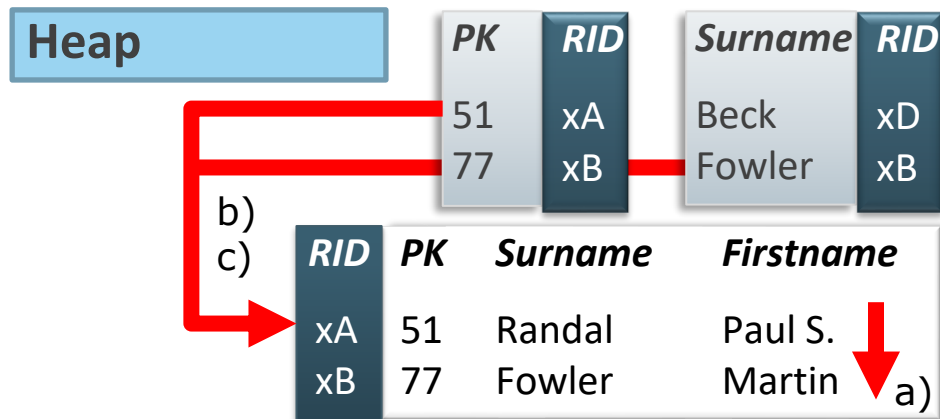 Heap
PK RID
51 xA
77 xB
Surname RID
Beck xD
Fowler xB
b)
c)
RID PK Surname Firstname
xA 51 Randal Paul S.
xB 77 Fowler Martin
a)